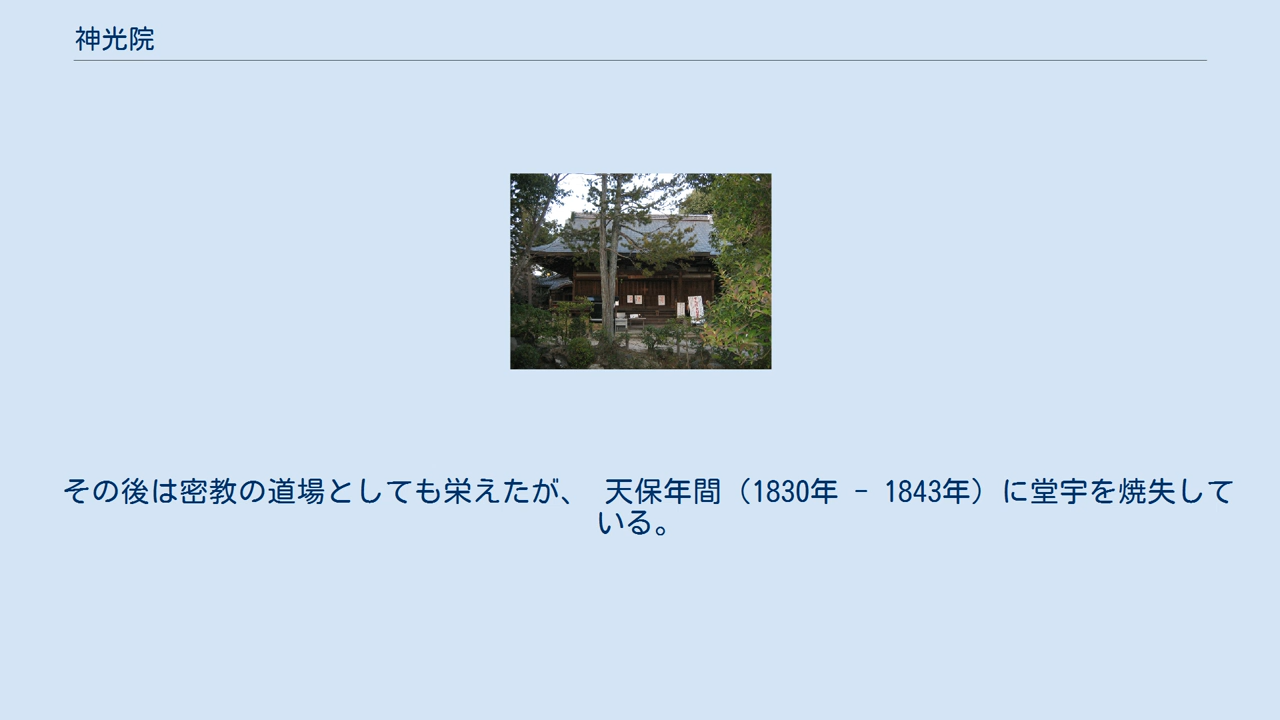 神光院
その後は密教の道場としても栄えたが、 天保年間（1830年 - 1843年）に堂宇を焼失して
いる。